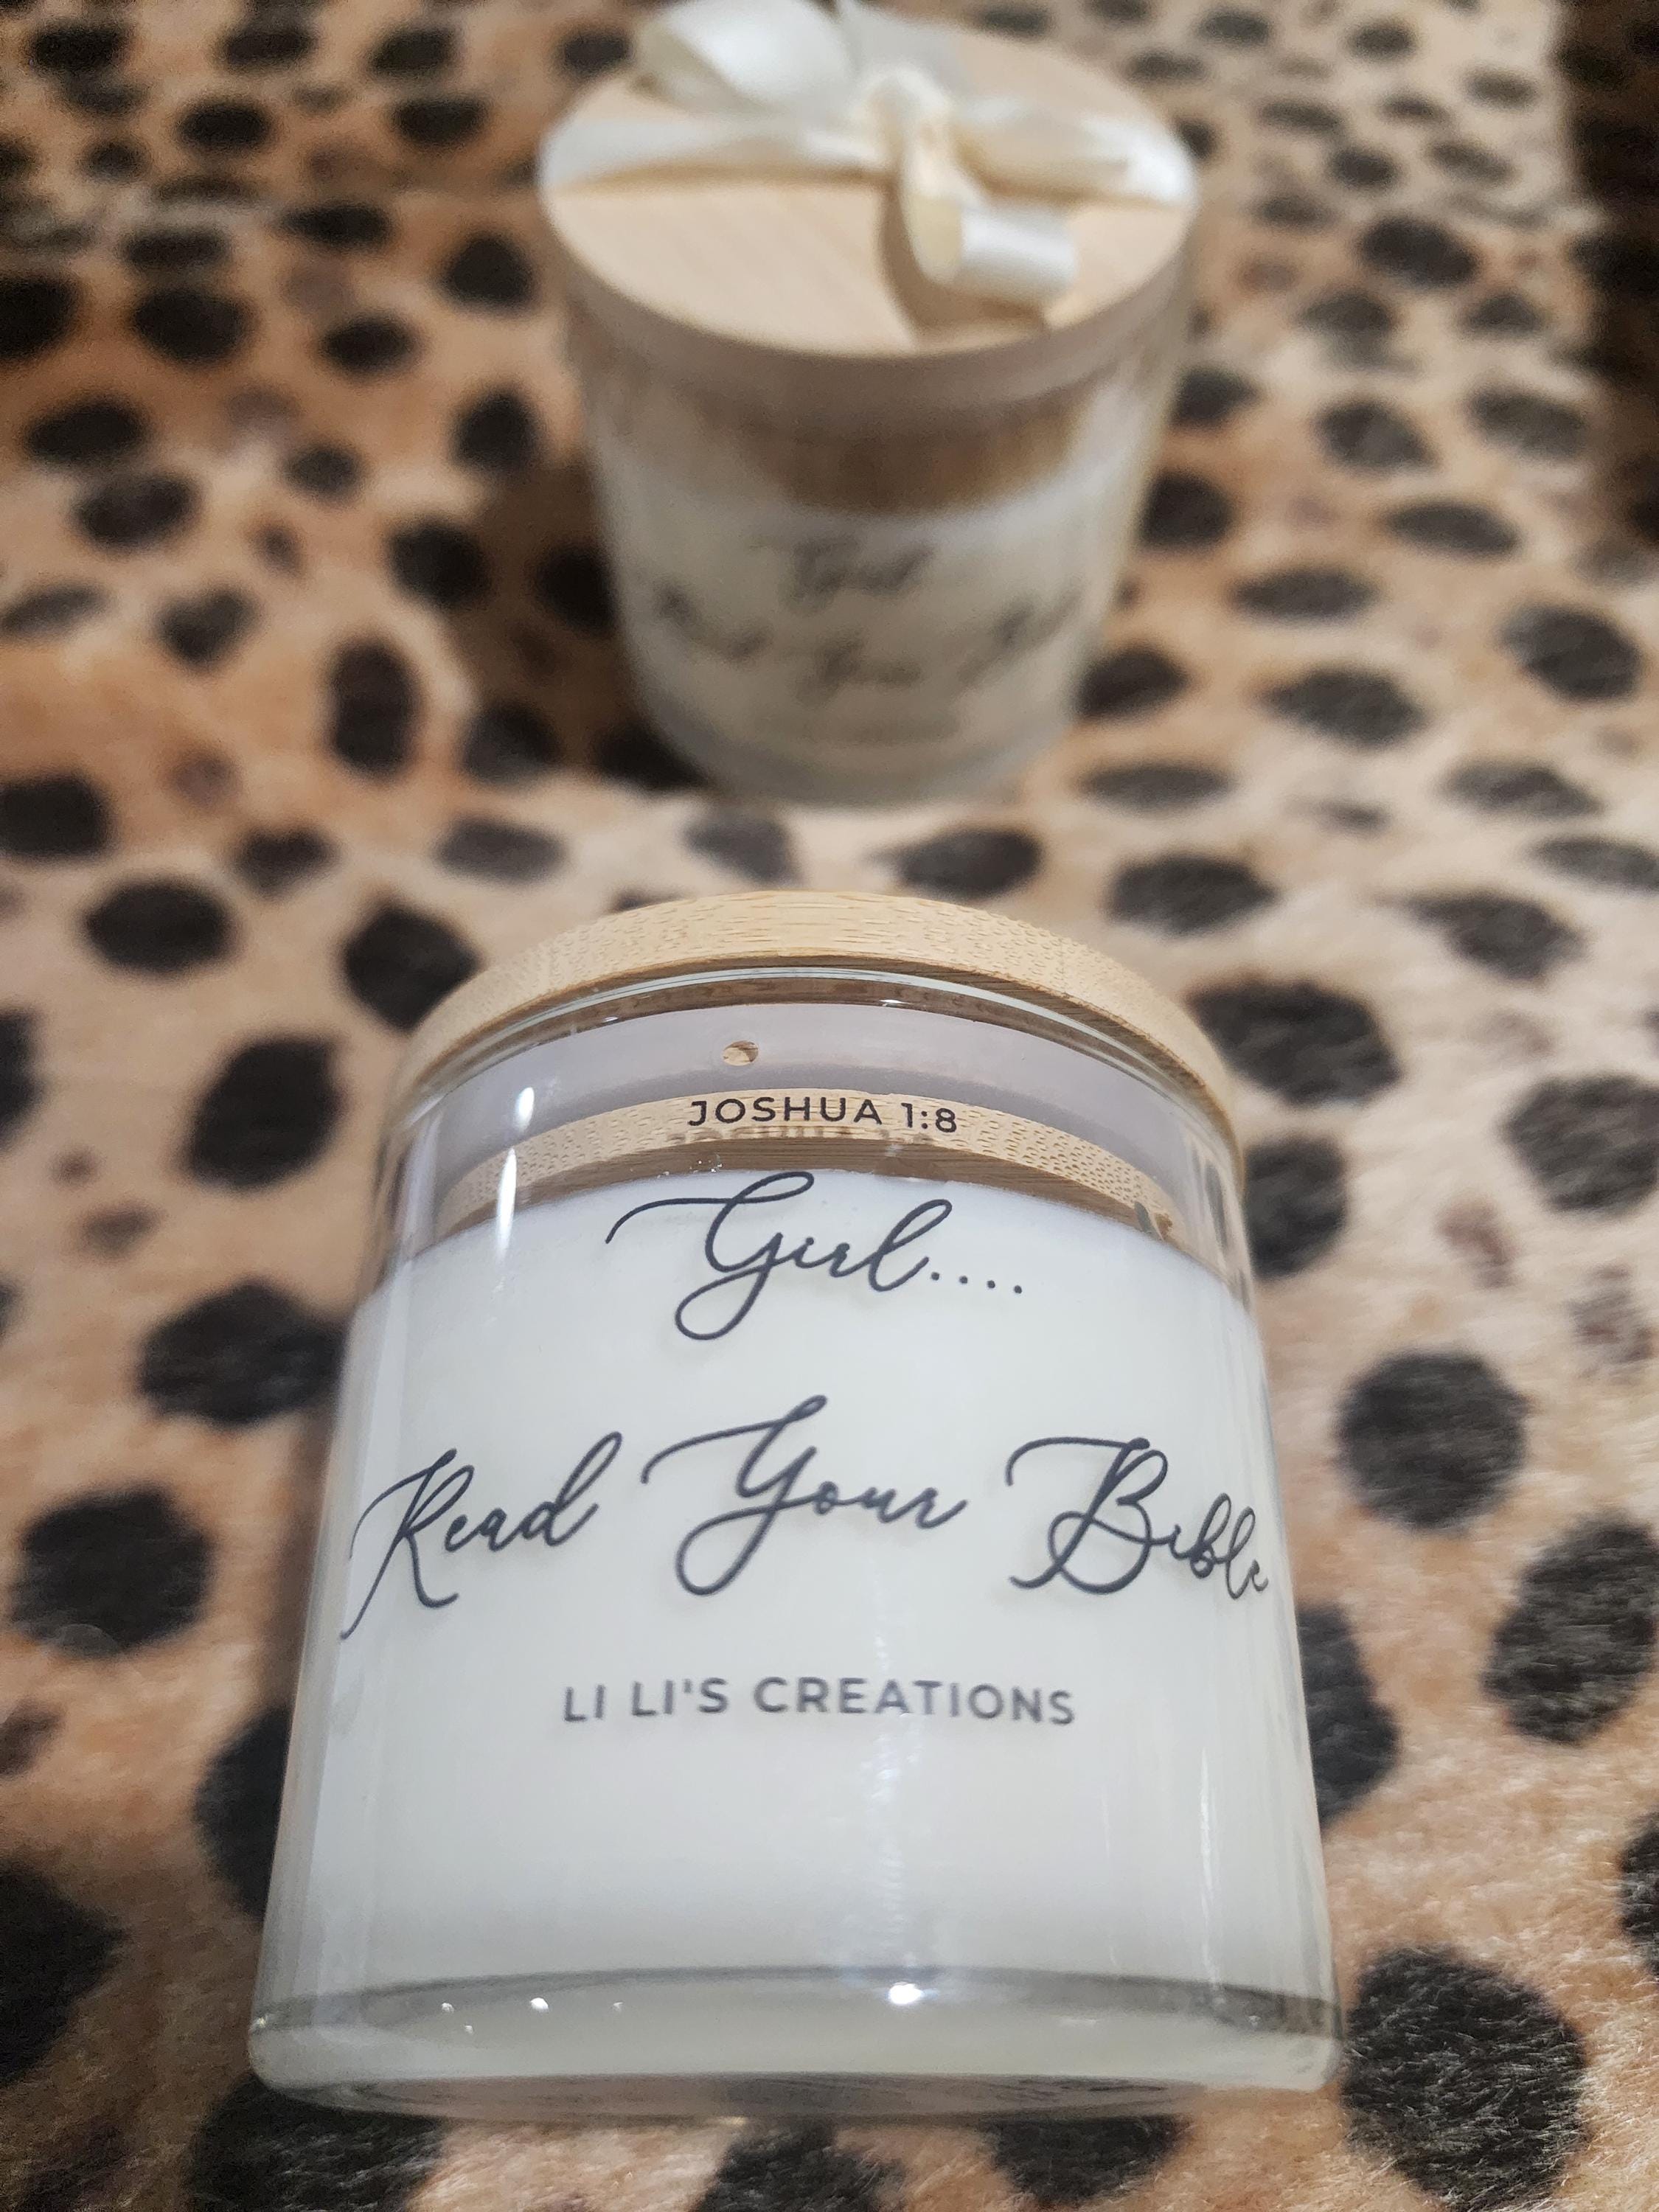 JOSHUA 1:8
Girl....
Read Your Bible
LI LI'S CREATIONS